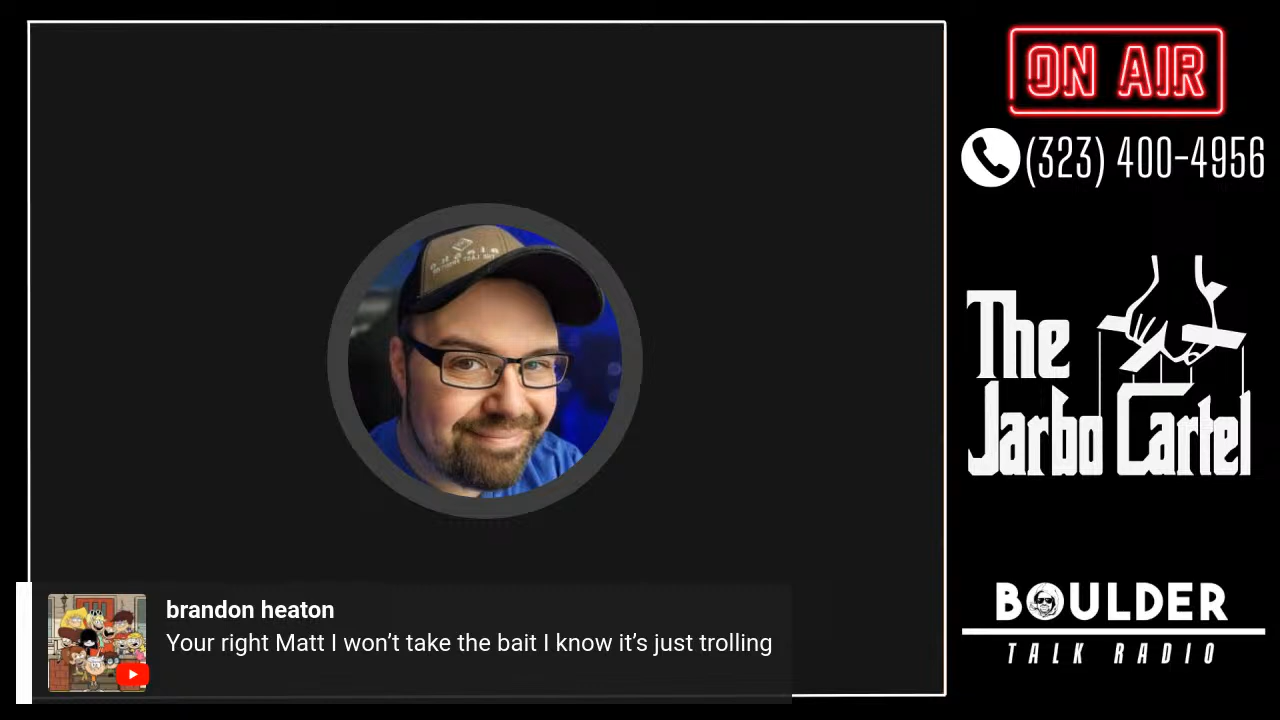 ON AIR
(323) 400-4956
The
Jarbo Cartel
BOULDER
TALK RADIO
brandon heaton
Your right Matt I won’t take the bait I know it’s just trolling